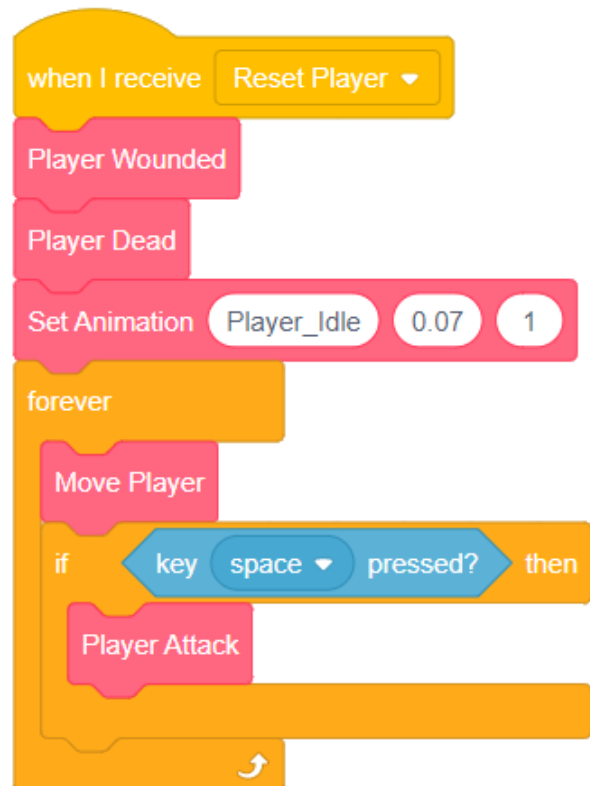 when I receive Reset Player
Player Wounded
Player Dead
Set Animation Player_Idle 0.07 1
forever
Move Player
if key space pressed? then
Player Attack